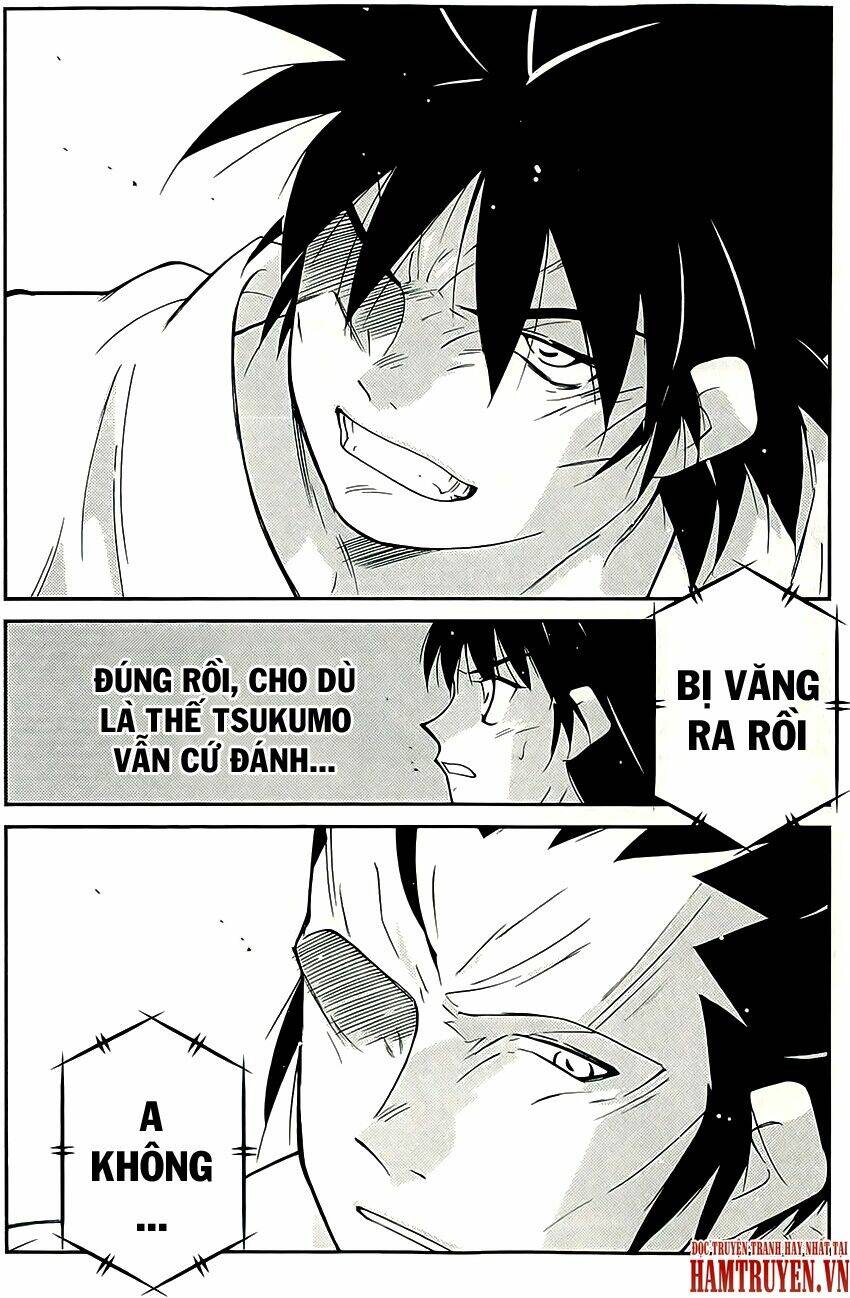 BỊ VĂNG
RA RỒI
ĐÚNG RỒI, CHO DÙ
LÀ THẾ TSUKUMO
VẪN CỨ ĐÁNH...
A
KHÔNG
...
ĐỌC TRUYỆN TRANH HAY NHẤT TẠI
HAMTRUYEN.VN